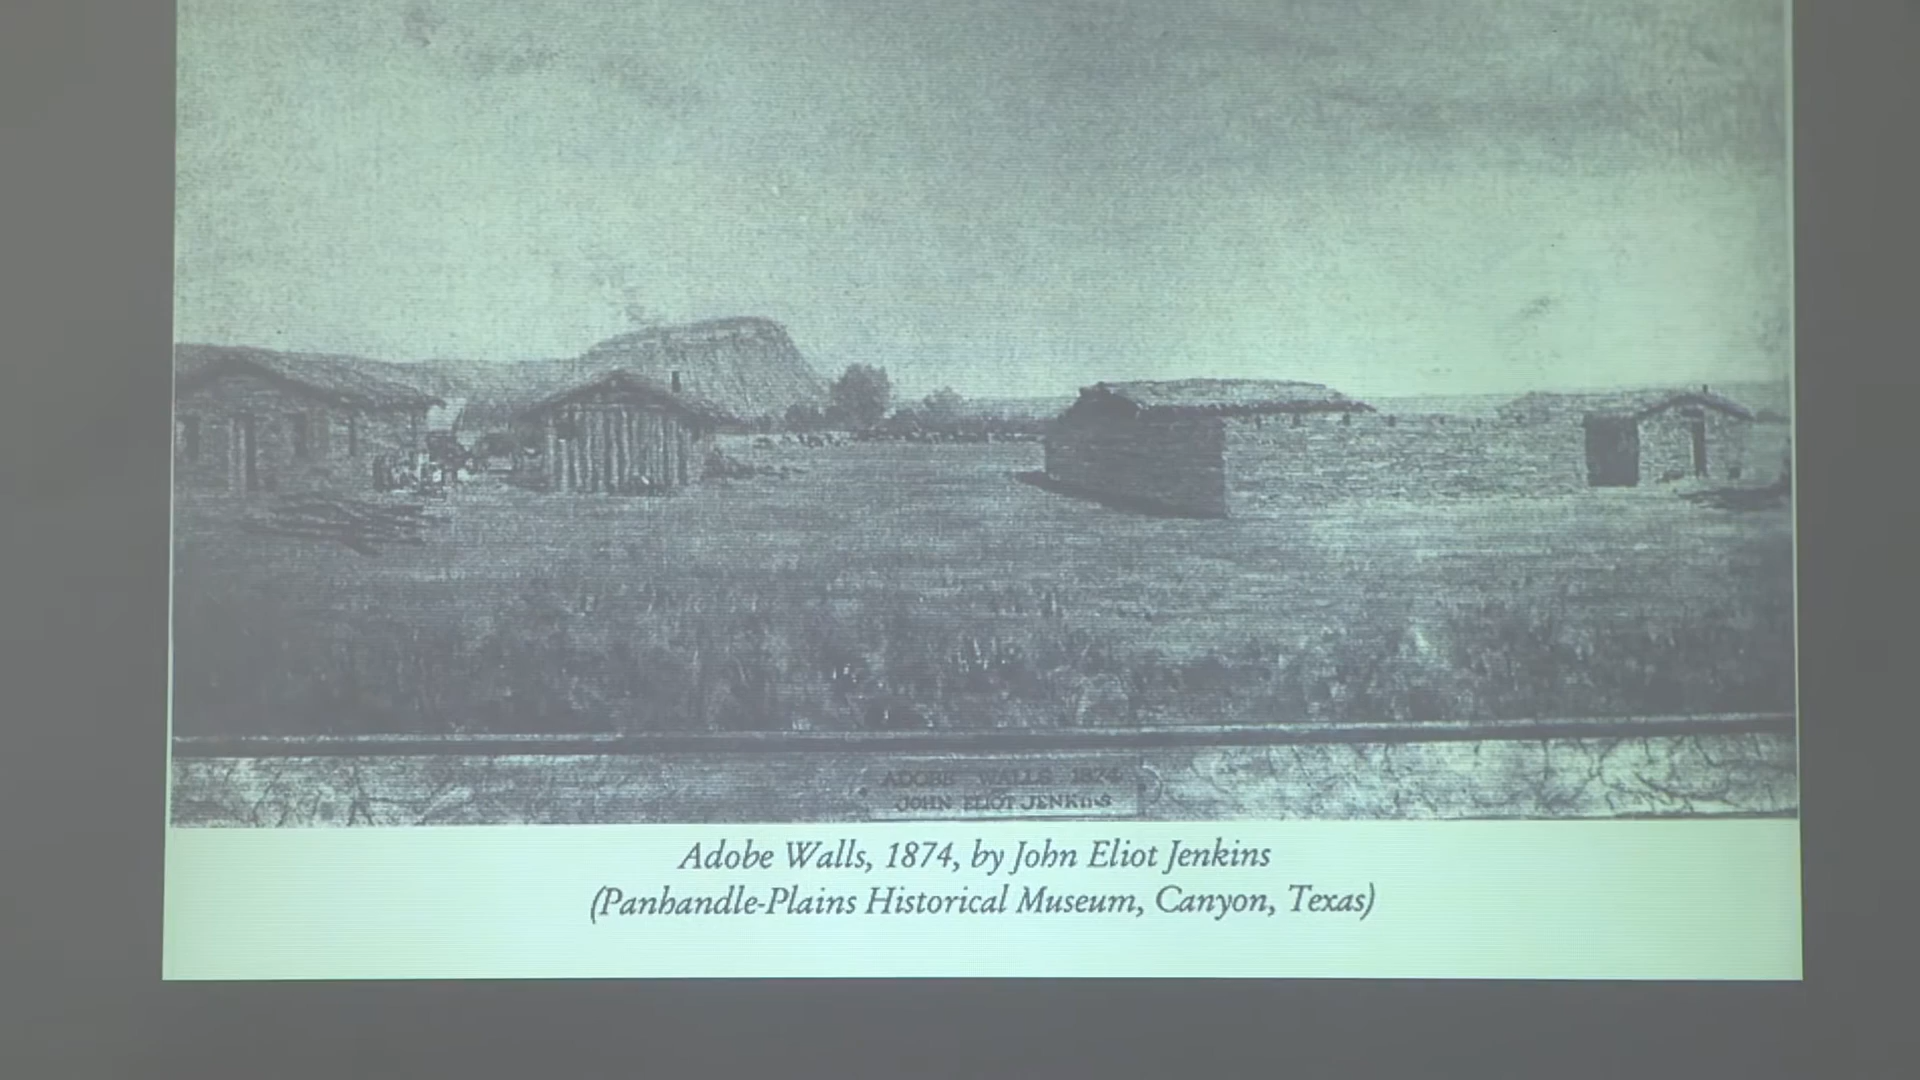 ADOBE WALLS 1874
JOHN ELIOT JENKINS
Adobe Walls, 1874, by John Eliot Jenkins
(Panhandle-Plains Historical Museum, Canyon, Texas)